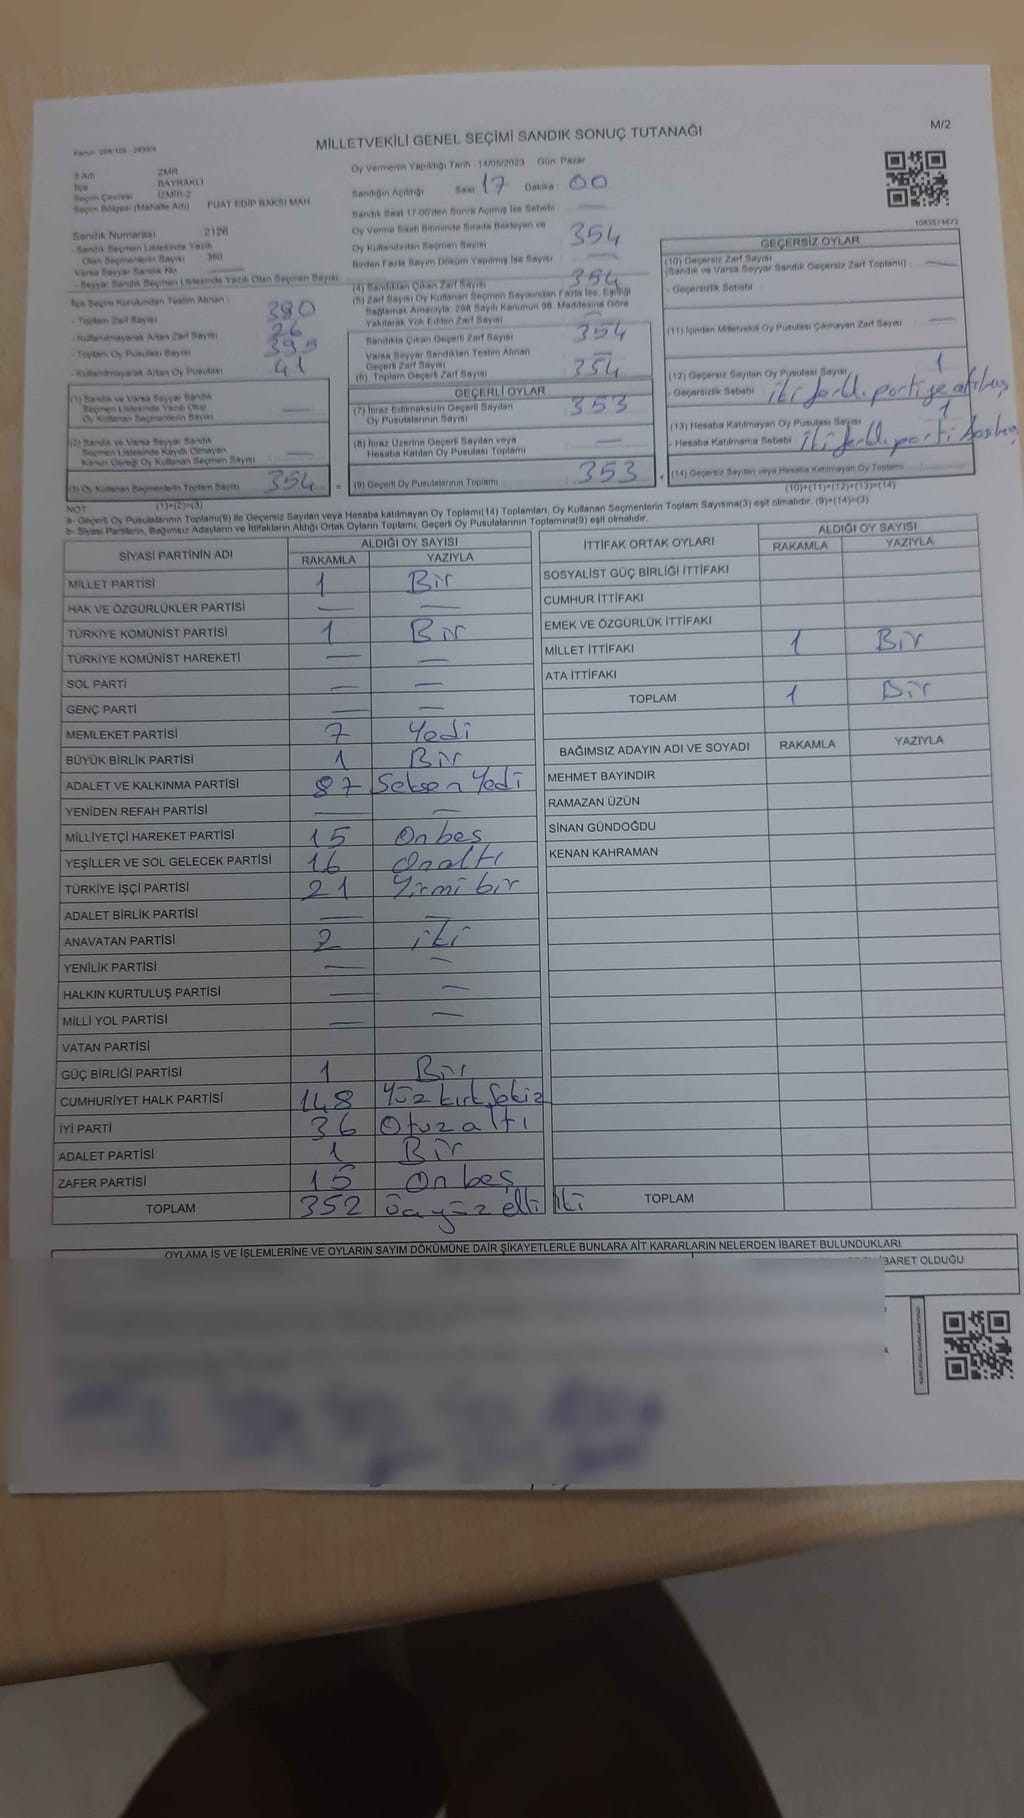 M/2
MİLLETVEKİLİ GENEL SEÇİMİ SANDIK SONUÇ TUTANAĞI
İl Adı ZMR
İlçe BAYRAKLI
Seçim Çevresi İZMİR-2
Seçim Bölgesi (Mahalle Adı) FUAT EDİP BAKSI MAH
Sandık Numarası 2126
- Sandık Seçmen Listesinde Yazılı
Olan Seçmenlerin Sayısı 380
Varsa Seyyar Sandık No
- Seyyar Sandık Seçmen Listesinde Yazılı Olan Seçmen Sayısı
İlçe Seçim Kurulundan Teslim Alınan :
- Toplam Zarf Sayısı 380
- Kullanılmayarak Artan Zarf Sayısı 26
- Toplam Oy Pusulası Sayısı 395
- Kullanılmayarak Artan Oy Pusulası 41
(1) Sandık ve Varsa Seyyar Sandık
Seçmen Listesinde Yazılı Olup
Oy Kullanan Seçmenlerin Sayısı —
(2) Sandık ve Varsa Seyyar Sandık
Seçmen Listesinde Kayıtlı Olmayan
Kanun Gereği Oy Kullanan Seçmen Sayısı —
(3) Oy Kullanan Seçmenlerin Toplam Sayısı 354 =
(1)+(2)=(3)
Oy Vermenin Yapıldığı Tarih : 14/05/2023 Gün: Pazar
Sandığın Açıldığı Saat 17 Dakika : 00
Sandık Saat 17:00'den Sonra Açılmış İse Sebebi —
Oy Verme Saati Bitiminde Sırada Bekleyen ve
Oy Kullandırılan Seçmen Sayısı 354
Birden Fazla Sayım Döküm Yapılmış İse Sayısı —
(4) Sandıktan Çıkan Zarf Sayısı 354
(5) Zarf Sayısı Oy Kullanan Seçmen Sayısından Fazla İse, Eşitliği
Sağlamak Amacıyla, 298 Sayılı Kanunun 98. Maddesine Göre
Yakılarak Yok Edilen Zarf Sayısı —
Sandıkta Çıkan Geçerli Zarf Sayısı 354
Varsa Seyyar Sandıktan Teslim Alınan
Geçerli Zarf Sayısı —
(6) Toplam Geçerli Zarf Sayısı 354
GEÇERLİ OYLAR
(7) İtiraz Edilmeksizin Geçerli Sayılan
Oy Pusulalarının Sayısı 353
(8) İtiraz Üzerine Geçerli Sayılan veya
Hesaba Katılan Oy Pusulası Toplamı —
(9) Geçerli Oy Pusulalarının Toplamı 353 +
1083574872
GEÇERSİZ OYLAR
(10) Geçersiz Zarf Sayısı
(Sandık ve Varsa Seyyar Sandık Geçersiz Zarf Toplamı) : —
- Geçersizlik Sebebi
(11) İçinden Milletvekili Oy Pusulası Çıkmayan Zarf Sayısı —
(12) Geçersiz Sayılan Oy Pusulası Sayısı 1
- Geçersizlik Sebebi iki farklı partiye
(13) Hesaba Katılmayan Oy Pusulası Sayısı 1
- Hesaba Katılmama Sebebi iki farklı parti
(14) Geçersiz Sayılan veya Hesaba Katılmayan Oy Toplamı
(10)+(11)+(12)+(13)=(14)
NOT
a- Geçerli Oy Pusulalarının Toplamı(9) ile Geçersiz Sayılan veya Hesaba katılmayan Oy Toplamı(14) Toplamları, Oy Kullanan Seçmenlerin Toplam Sayısına(3) eşit olmalıdır. (9)+(14)=(3)
b- Siyasi Partilerin, Bağımsız Adayların ve İttifakların Aldığı Ortak Oyların Toplamı, Geçerli Oy Pusulalarının Toplamına(9) eşit olmalıdır.
SİYASİ PARTİNİN ADI ALDIĞI OY SAYISI
RAKAMLA YAZIYLA
MİLLET PARTİSİ 1 Bir
HAK VE ÖZGÜRLÜKLER PARTİSİ — —
TÜRKİYE KOMÜNİST PARTİSİ 1 Bir
TÜRKİYE KOMÜNİST HAREKETİ — —
SOL PARTİ — —
GENÇ PARTİ — —
MEMLEKET PARTİSİ 7 Yedi
BÜYÜK BİRLİK PARTİSİ 1 Bir
ADALET VE KALKINMA PARTİSİ 87 Seksen Yedi
YENİDEN REFAH PARTİSİ — —
MİLLİYETÇİ HAREKET PARTİSİ 15 Onbeş
YEŞİLLER VE SOL GELECEK PARTİSİ 16 Onaltı
TÜRKİYE İŞÇİ PARTİSİ 21 Yirmi bir
ADALET BİRLİK PARTİSİ — —
ANAVATAN PARTİSİ 2 iki
YENİLİK PARTİSİ — —
HALKIN KURTULUŞ PARTİSİ — —
MİLLİ YOL PARTİSİ — —
VATAN PARTİSİ
GÜÇ BİRLİĞİ PARTİSİ 1 Bir
CUMHURİYET HALK PARTİSİ 148 Yüz kırk Sekiz
İYİ PARTİ 36 Otuz altı
ADALET PARTİSİ 1 Bir
ZAFER PARTİSİ 15 On beş
TOPLAM 352 üçyüz elli iki
İTTİFAK ORTAK OYLARI ALDIĞI OY SAYISI
RAKAMLA YAZIYLA
SOSYALİST GÜÇ BİRLİĞİ İTTİFAKI
CUMHUR İTTİFAKI
EMEK VE ÖZGÜRLÜK İTTİFAKI
MİLLET İTTİFAKI 1 Bir
ATA İTTİFAKI
TOPLAM 1 Bir
BAĞIMSIZ ADAYIN ADI VE SOYADI RAKAMLA YAZIYLA
MEHMET BAYINDIR
RAMAZAN ÜZÜN
SİNAN GÜNDOĞDU
KENAN KAHRAMAN
TOPLAM
OYLAMA İŞ VE İŞLEMLERİNE VE OYLARIN SAYIM DÖKÜMÜNE DAİR ŞİKAYETLERLE BUNLARA AİT KARARLARIN NELERDEN İBARET BULUNDUKLARI
İBARET OLDUĞU